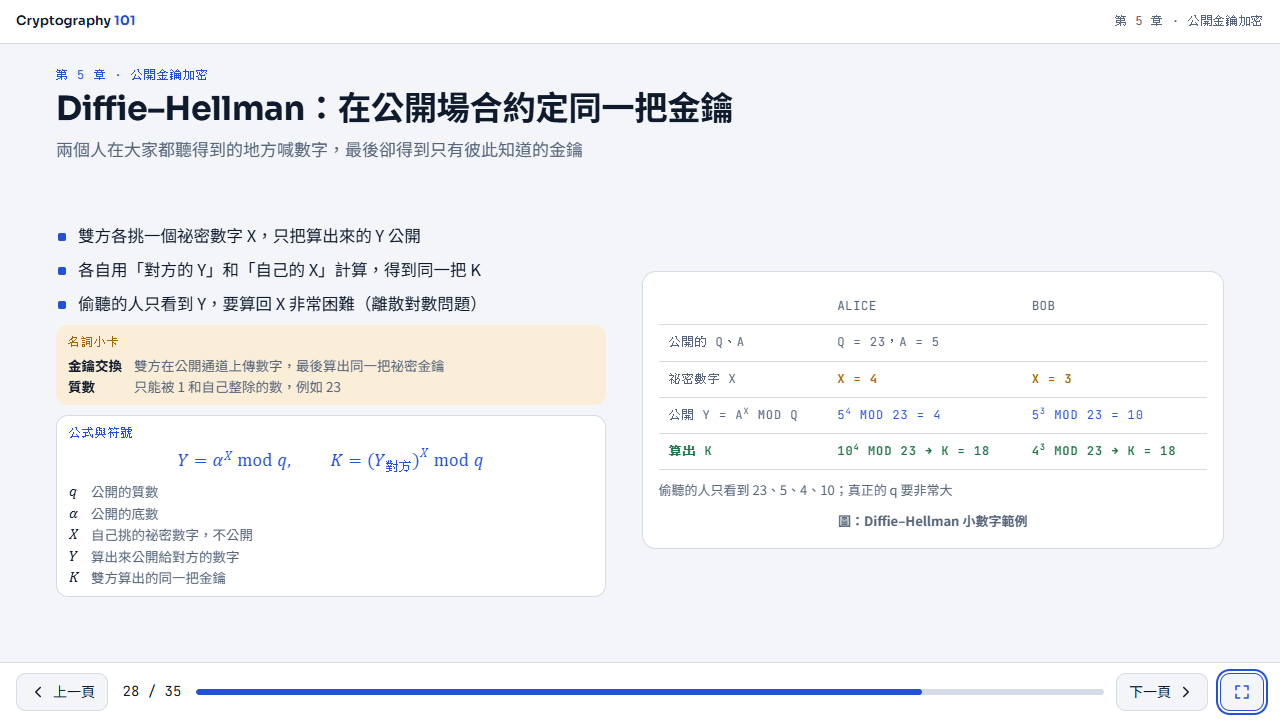 Cryptography 101
第 5 章 · 公開金鑰加密
第 5 章 · 公開金鑰加密
Diffie–Hellman：在公開場合約定同一把金鑰
兩個人在大家都聽得到的地方喊數字，最後卻得到只有彼此知道的金鑰
雙方各挑一個祕密數字 X，只把算出來的 Y 公開
各自用「對方的 Y」和「自己的 X」計算，得到同一把 K
偷聽的人只看到 Y，要算回 X 非常困難（離散對數問題）
名詞小卡
金鑰交換 雙方在公開通道上傳數字，最後算出同一把祕密金鑰
質數 只能被 1 和自己整除的數，例如 23
公式與符號
Y = α^X mod q, K = (Y_對方)^X mod q
q 公開的質數
α 公開的底數
X 自己挑的祕密數字，不公開
Y 算出來公開給對方的數字
K 雙方算出的同一把金鑰
ALICE BOB
公開的 Q、Α Q = 23，Α = 5
祕密數字 X X = 4 X = 3
公開 Y = Α^X MOD Q 5⁴ MOD 23 = 4 5³ MOD 23 = 10
算出 K 10⁴ MOD 23 → K = 18 4³ MOD 23 → K = 18
偷聽的人只看到 23、5、4、10；真正的 q 要非常大
圖：Diffie–Hellman 小數字範例
上一頁 28 / 35 下一頁